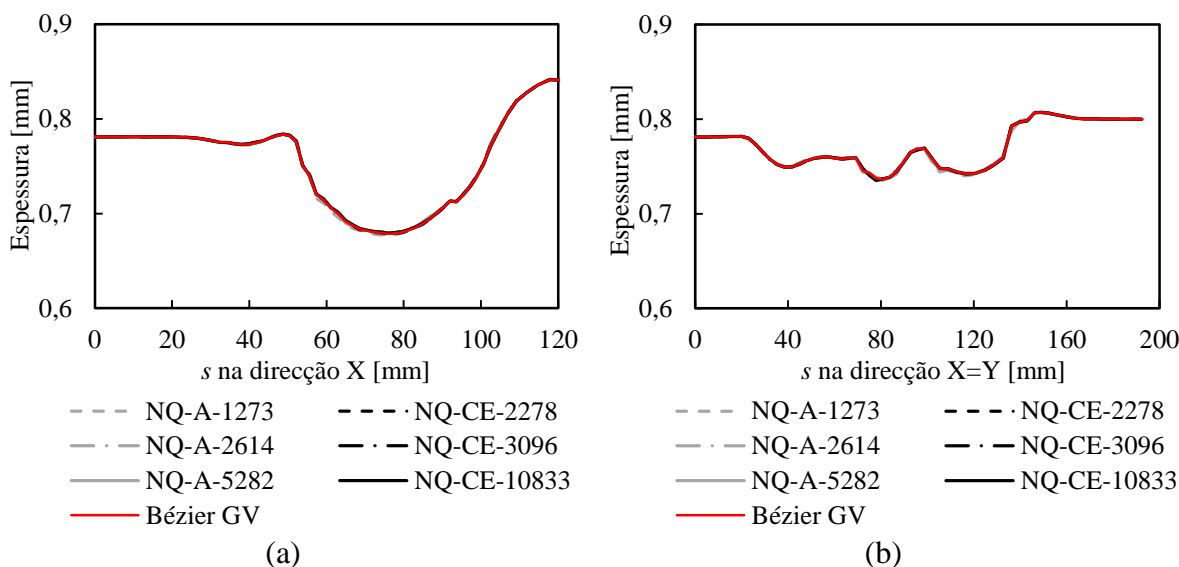 0,9
0,8
0,7
0,6
Espessura [mm]
0 20 40 60 80 100 120
s na direcção X [mm]
NQ-A-1273 NQ-CE-2278
NQ-A-2614 NQ-CE-3096
NQ-A-5282 NQ-CE-10833
Bézier GV
(a)
0,9
0,8
0,7
0,6
Espessura [mm]
0 40 80 120 160 200
s na direcção X=Y [mm]
NQ-A-1273 NQ-CE-2278
NQ-A-2614 NQ-CE-3096
NQ-A-5282 NQ-CE-10833
Bézier GV
(b)